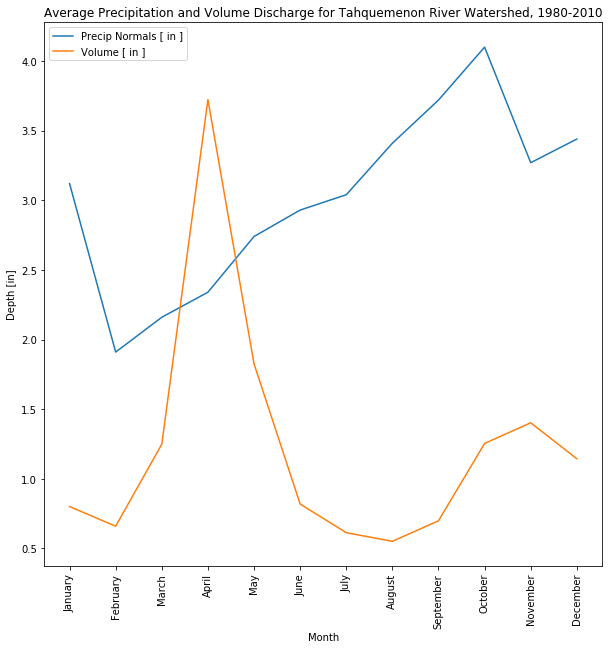 Average Precipitation and Volume Discharge for Tahquemenon River Watershed, 1980-2010
Precip Normals [ in ]
Volume [ in ]
Depth [in]
4.0
3.5
3.0
2.5
2.0
1.5
1.0
0.5
January
February
March
April
May
June
July
August
September
October
November
December
Month